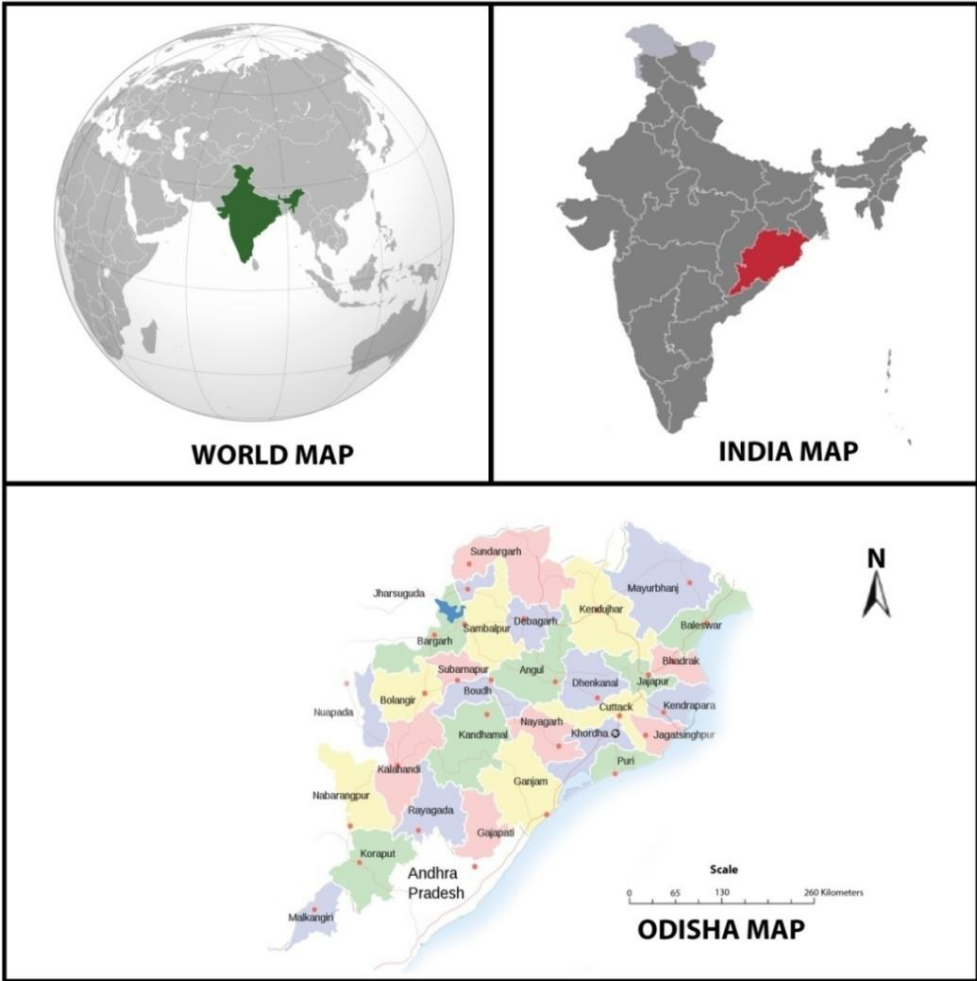 WORLD MAP
INDIA MAP
Sundargarh
N
Jharsuguda
Mayurbhanj
Kendujhar
Sambalpur
Debagarh
Baleswar
Bargarh
Subarnapur
Angul
Bhadrak
Jajapur
Dhenkanal
Boudh
Bolangir
Cuttack
Kendrapara
Nuapada
Nayagarh
Kandhamal
Khordha
Jagatsinghpur
Puri
Kalahandi
Ganjam
Nabarangpur
Rayagada
Gajapati
Koraput
Andhra
Pradesh
Scale
0 65 130 260 Kilometers
Malkangiri
ODISHA MAP